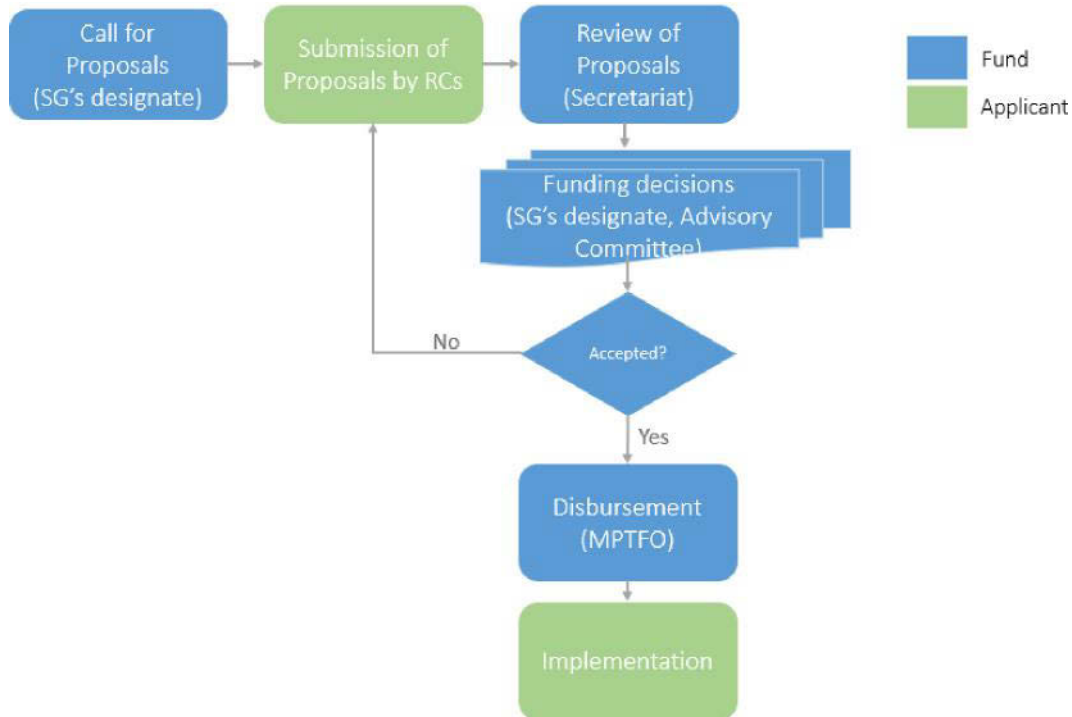 Call for
Proposals
(SG's designate)
Submission of
Proposals by RCs
Review of
Proposals
(Secretariat)
Fund
Applicant
Funding decisions
(SG's designate, Advisory
Committee)
Accepted?
No
Yes
Disbursement
(MPTFO)
Implementation